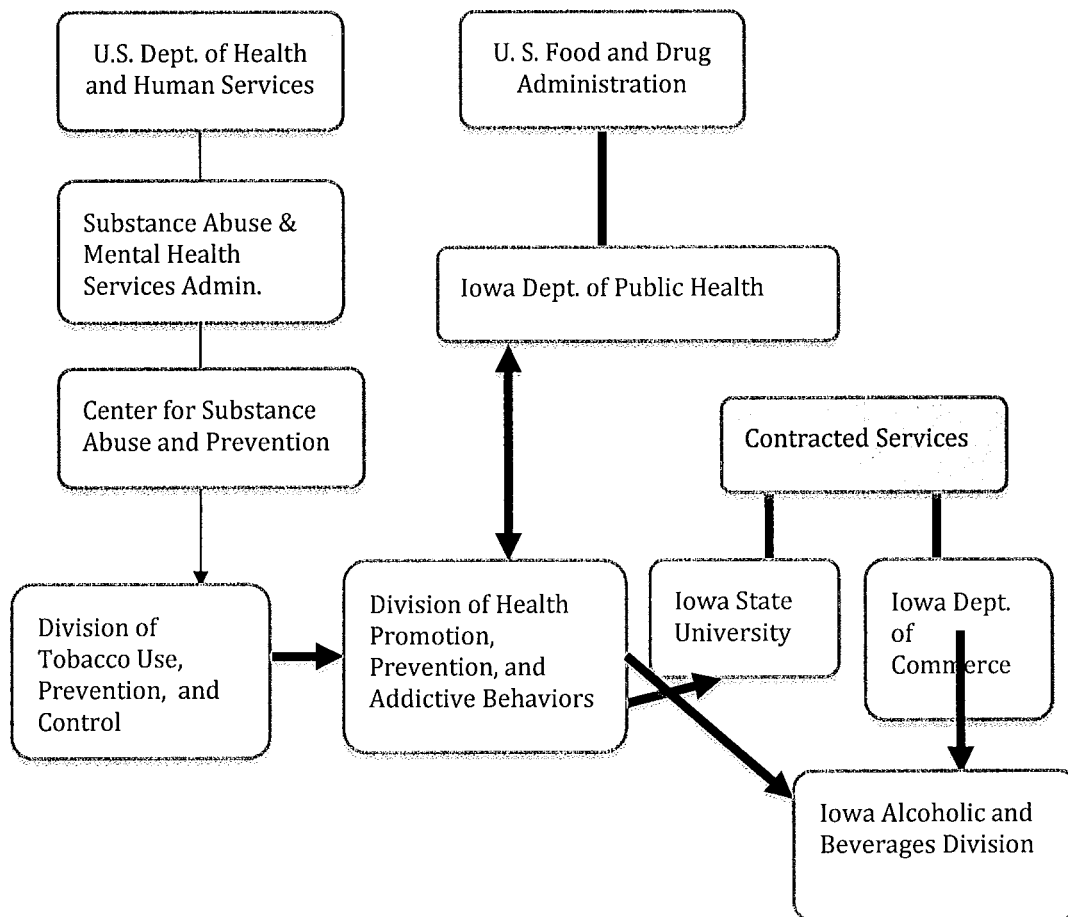 U.S. Dept. of Health
and Human Services
U. S. Food and Drug
Administration
Substance Abuse &
Mental Health
Services Admin.
Iowa Dept. of Public Health
Center for Substance
Abuse and Prevention
Contracted Services
Division of
Tobacco Use,
Prevention, and
Control
Division of Health
Promotion,
Prevention, and
Addictive Behaviors
Iowa State
University
Iowa Dept.
of
Commerce
Iowa Alcoholic and
Beverages Division